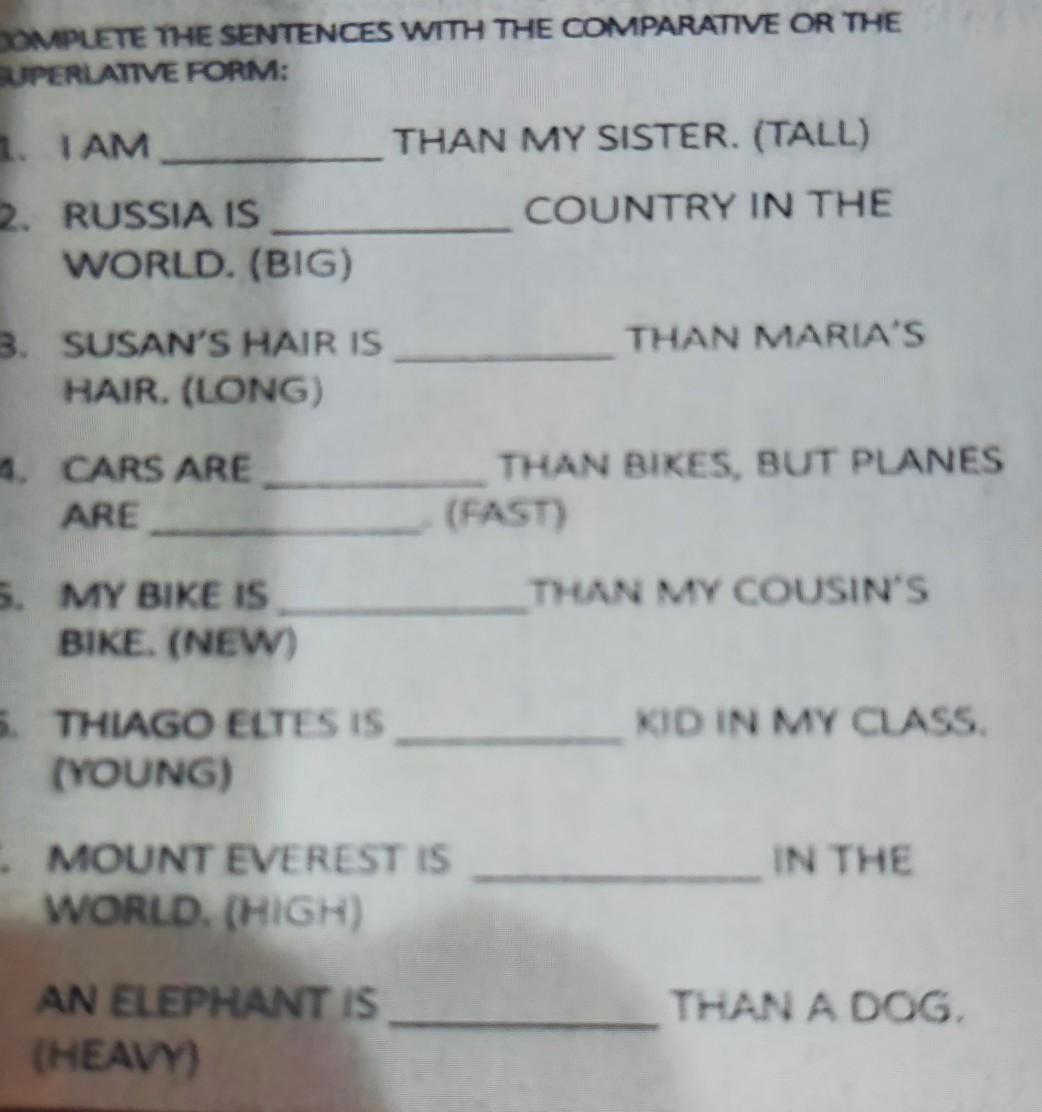 COMPLETE THE SENTENCES WITH THE COMPARATIVE OR THE
SUPERLATIVE FORM:
1. I AM ____________ THAN MY SISTER. (TALL)
2. RUSSIA IS ____________ COUNTRY IN THE
WORLD. (BIG)
3. SUSAN'S HAIR IS ____________ THAN MARIA'S
HAIR. (LONG)
4. CARS ARE ____________ THAN BIKES, BUT PLANES
ARE ____________. (FAST)
5. MY BIKE IS ____________ THAN MY COUSIN'S
BIKE. (NEW)
6. THIAGO ELTES IS ____________ KID IN MY CLASS.
(YOUNG)
. MOUNT EVEREST IS ____________ IN THE
WORLD. (HIGH)
AN ELEPHANT IS ____________ THAN A DOG.
(HEAVY)